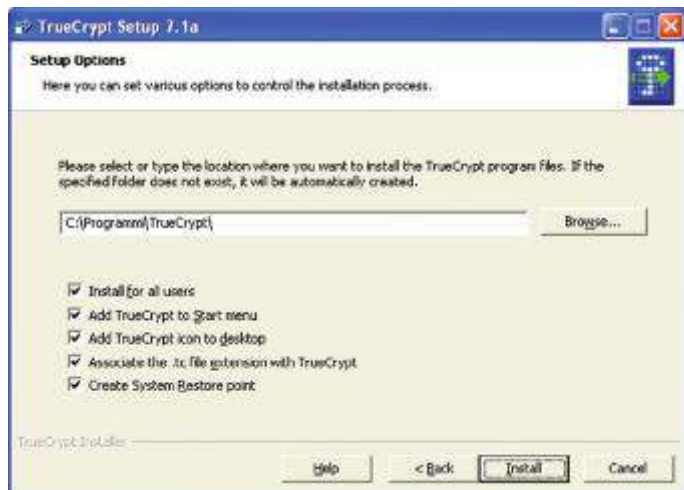 TrueCrypt Setup 7.1a
Setup Options
Here you can set various options to control the installation process.
Please select or type the location where you want to install the TrueCrypt program files. If the
specified folder does not exist, it will be automatically created.
C:\Programmi\TrueCrypt\
Browse...
Install for all users
Add TrueCrypt to Start menu
Add TrueCrypt icon to desktop
Associate the .tc file extension with TrueCrypt
Create System Restore point
TrueCrypt Installer
Help
< Back
Install
Cancel